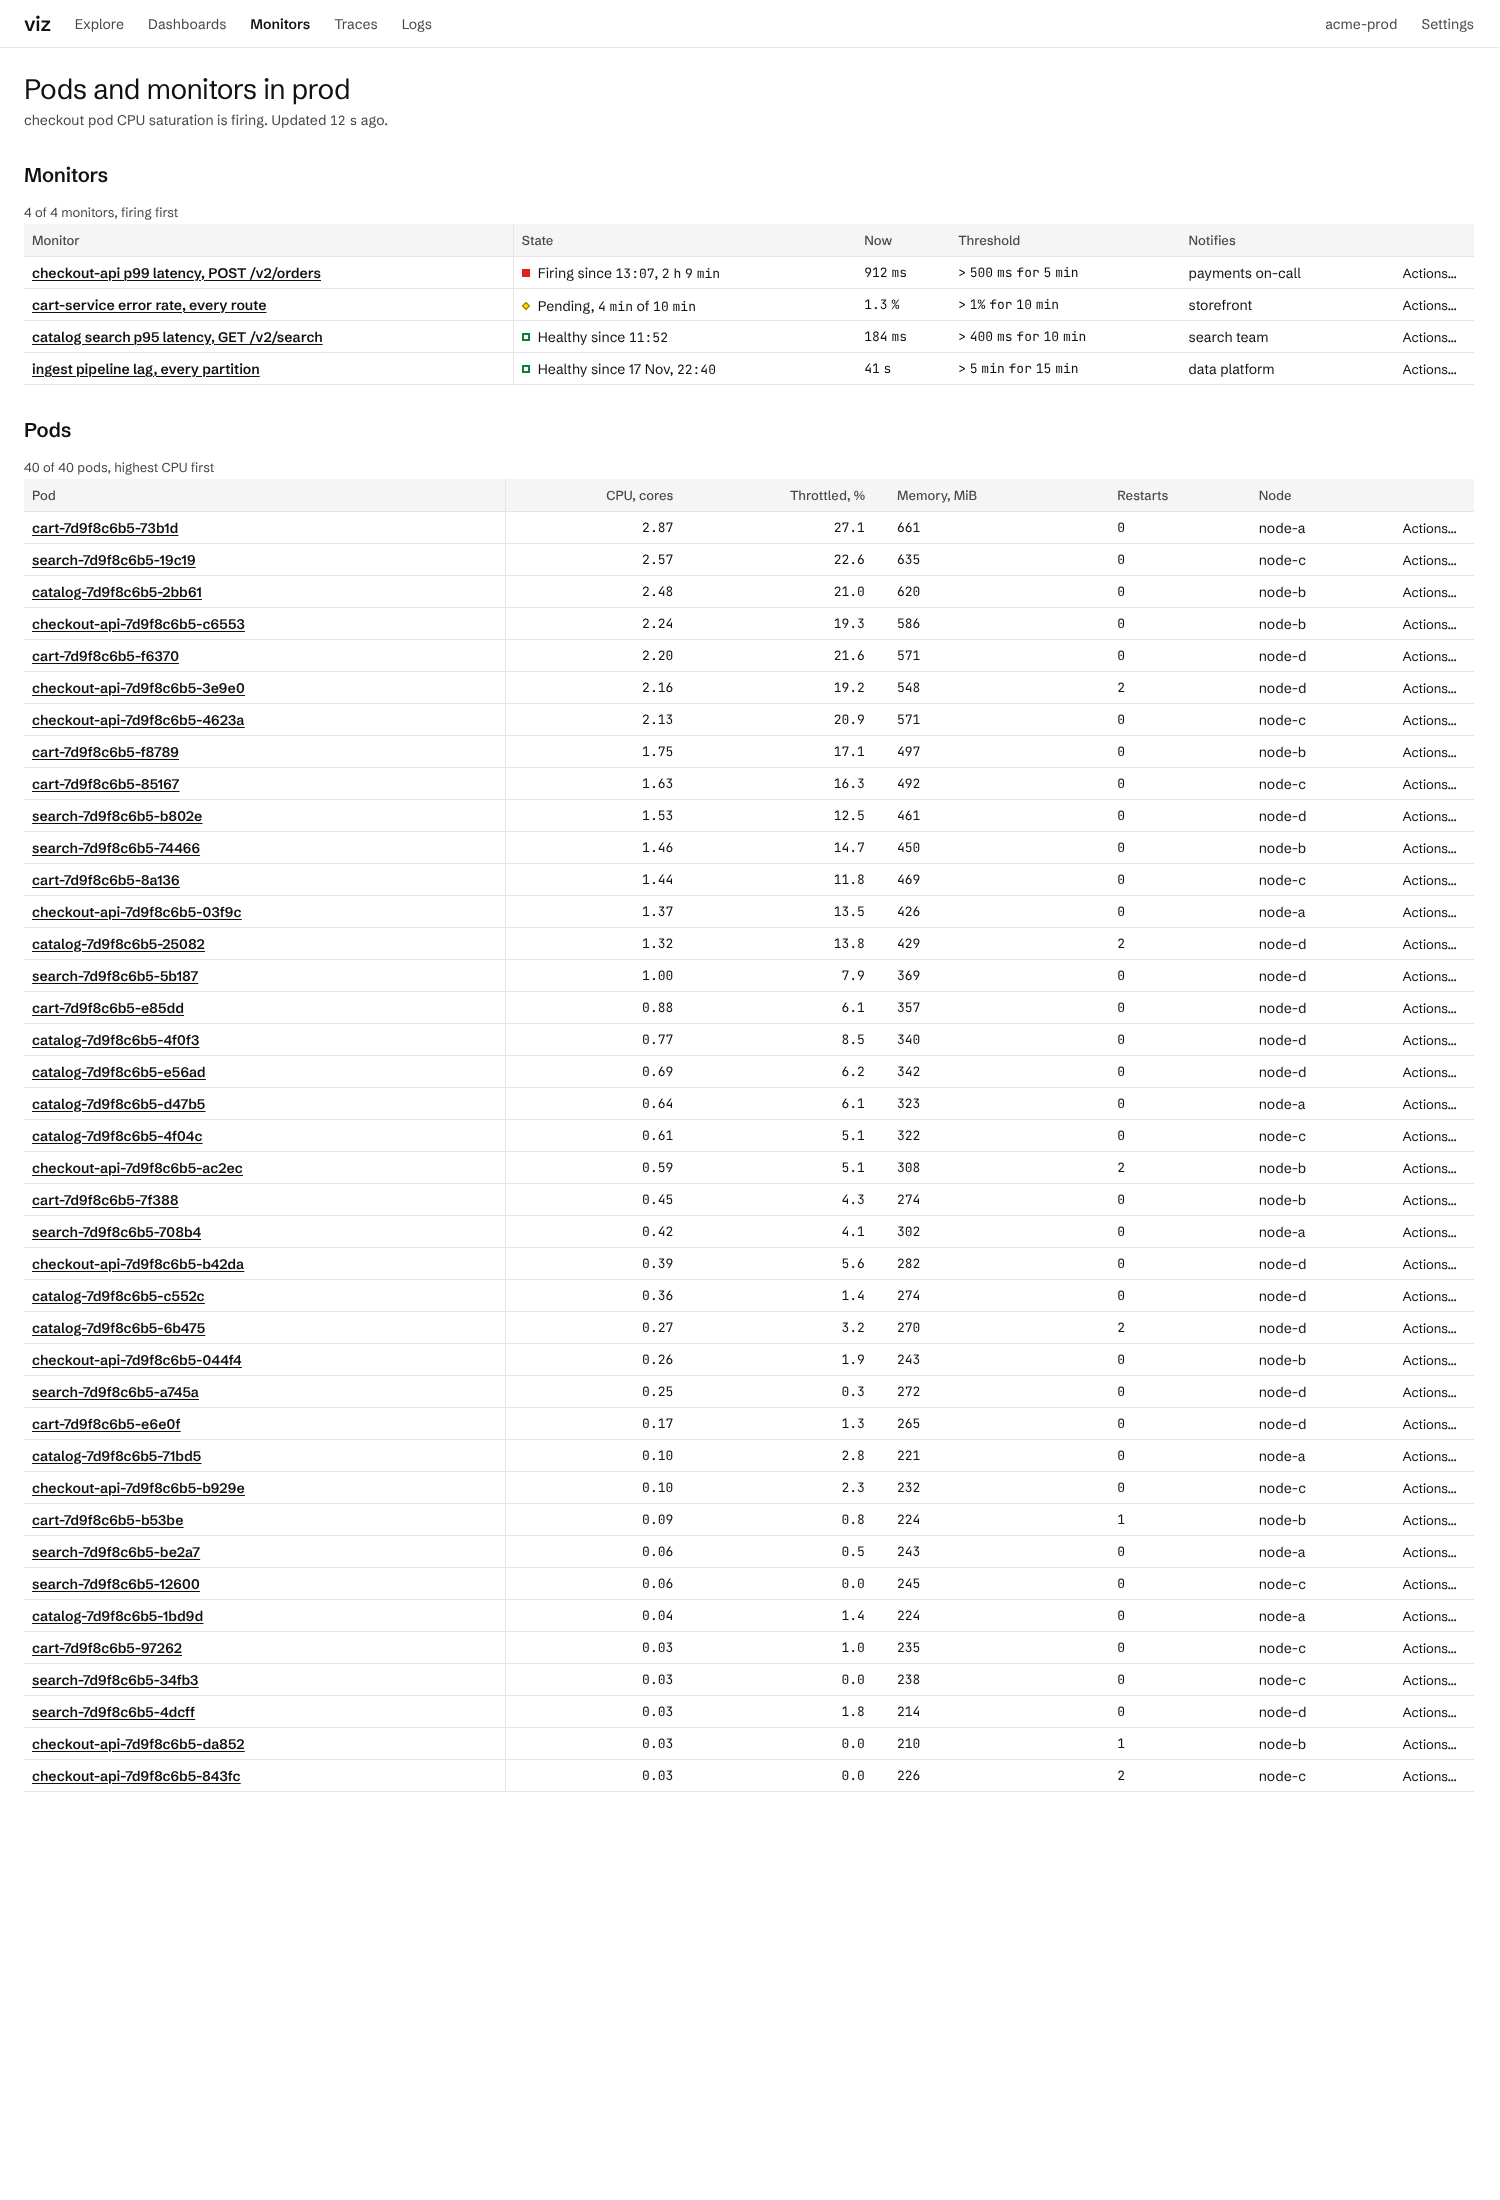 viz Explore Dashboards Monitors Traces Logs acme-prod Settings
Pods and monitors in prod
checkout pod CPU saturation is firing. Updated 12 s ago.
Monitors
4 of 4 monitors, firing first
Monitor State Now Threshold Notifies
checkout-api p99 latency, POST /v2/orders Firing since 13:07, 2 h 9 min 912 ms > 500 ms for 5 min payments on-call Actions…
cart-service error rate, every route Pending, 4 min of 10 min 1.3 % > 1% for 10 min storefront Actions…
catalog search p95 latency, GET /v2/search Healthy since 11:52 184 ms > 400 ms for 10 min search team Actions…
ingest pipeline lag, every partition Healthy since 17 Nov, 22:40 41 s > 5 min for 15 min data platform Actions…
Pods
40 of 40 pods, highest CPU first
Pod CPU, cores Throttled, % Memory, MiB Restarts Node
cart-7d9f8c6b5-73b1d 2.87 27.1 661 0 node-a Actions…
search-7d9f8c6b5-19c19 2.57 22.6 635 0 node-c Actions…
catalog-7d9f8c6b5-2bb61 2.48 21.0 620 0 node-b Actions…
checkout-api-7d9f8c6b5-c6553 2.24 19.3 586 0 node-b Actions…
cart-7d9f8c6b5-f6370 2.20 21.6 571 0 node-d Actions…
checkout-api-7d9f8c6b5-3e9e0 2.16 19.2 548 2 node-d Actions…
checkout-api-7d9f8c6b5-4623a 2.13 20.9 571 0 node-c Actions…
cart-7d9f8c6b5-f8789 1.75 17.1 497 0 node-b Actions…
cart-7d9f8c6b5-85167 1.63 16.3 492 0 node-c Actions…
search-7d9f8c6b5-b802e 1.53 12.5 461 0 node-d Actions…
search-7d9f8c6b5-74466 1.46 14.7 450 0 node-b Actions…
cart-7d9f8c6b5-8a136 1.44 11.8 469 0 node-c Actions…
checkout-api-7d9f8c6b5-03f9c 1.37 13.5 426 0 node-a Actions…
catalog-7d9f8c6b5-25082 1.32 13.8 429 2 node-d Actions…
search-7d9f8c6b5-5b187 1.00 7.9 369 0 node-d Actions…
cart-7d9f8c6b5-e85dd 0.88 6.1 357 0 node-d Actions…
catalog-7d9f8c6b5-4f0f3 0.77 8.5 340 0 node-d Actions…
catalog-7d9f8c6b5-e56ad 0.69 6.2 342 0 node-d Actions…
catalog-7d9f8c6b5-d47b5 0.64 6.1 323 0 node-a Actions…
catalog-7d9f8c6b5-4f04c 0.61 5.1 322 0 node-c Actions…
checkout-api-7d9f8c6b5-ac2ec 0.59 5.1 308 2 node-b Actions…
cart-7d9f8c6b5-7f388 0.45 4.3 274 0 node-b Actions…
search-7d9f8c6b5-708b4 0.42 4.1 302 0 node-a Actions…
checkout-api-7d9f8c6b5-b42da 0.39 5.6 282 0 node-d Actions…
catalog-7d9f8c6b5-c552c 0.36 1.4 274 0 node-d Actions…
catalog-7d9f8c6b5-6b475 0.27 3.2 270 2 node-d Actions…
checkout-api-7d9f8c6b5-044f4 0.26 1.9 243 0 node-b Actions…
search-7d9f8c6b5-a745a 0.25 0.3 272 0 node-d Actions…
cart-7d9f8c6b5-e6e0f 0.17 1.3 265 0 node-d Actions…
catalog-7d9f8c6b5-71bd5 0.10 2.8 221 0 node-a Actions…
checkout-api-7d9f8c6b5-b929e 0.10 2.3 232 0 node-c Actions…
cart-7d9f8c6b5-b53be 0.09 0.8 224 1 node-b Actions…
search-7d9f8c6b5-be2a7 0.06 0.5 243 0 node-a Actions…
search-7d9f8c6b5-12600 0.06 0.0 245 0 node-c Actions…
catalog-7d9f8c6b5-1bd9d 0.04 1.4 224 0 node-a Actions…
cart-7d9f8c6b5-97262 0.03 1.0 235 0 node-c Actions…
search-7d9f8c6b5-34fb3 0.03 0.0 238 0 node-c Actions…
search-7d9f8c6b5-4dcff 0.03 1.8 214 0 node-d Actions…
checkout-api-7d9f8c6b5-da852 0.03 0.0 210 1 node-b Actions…
checkout-api-7d9f8c6b5-843fc 0.03 0.0 226 2 node-c Actions…